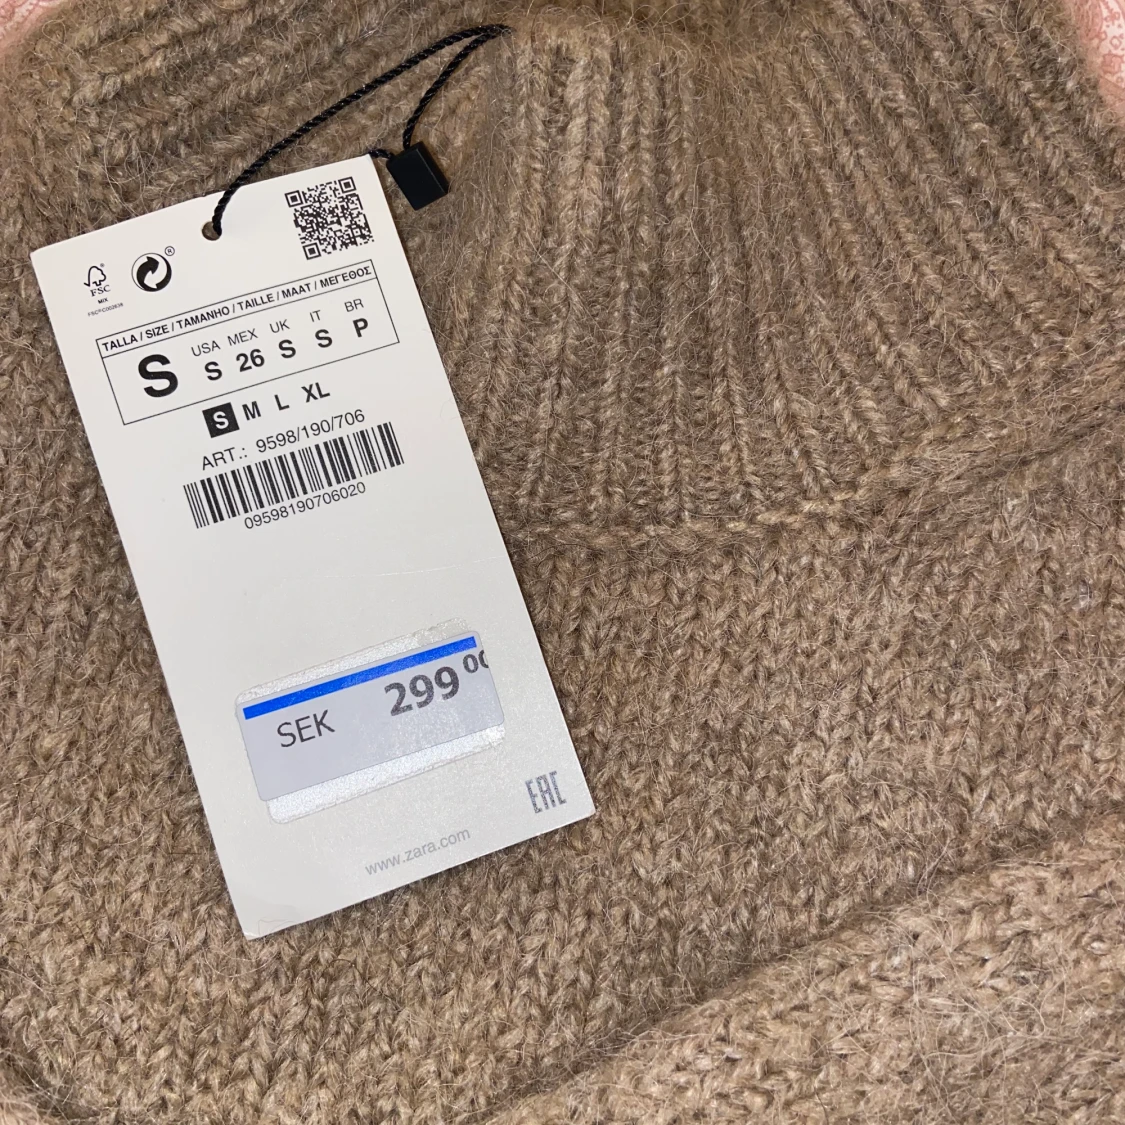 FSC
MIX
®
TALLA / SIZE / TAMANHO / TAILLE / MAAT / ΜΕΓΕΘΟΣ
S
USA MEX UK IT BR
S 26 S S P
S M L XL
ART.: 9598/190/706
09598190706020
SEK 299 00
EAC
www.zara.com